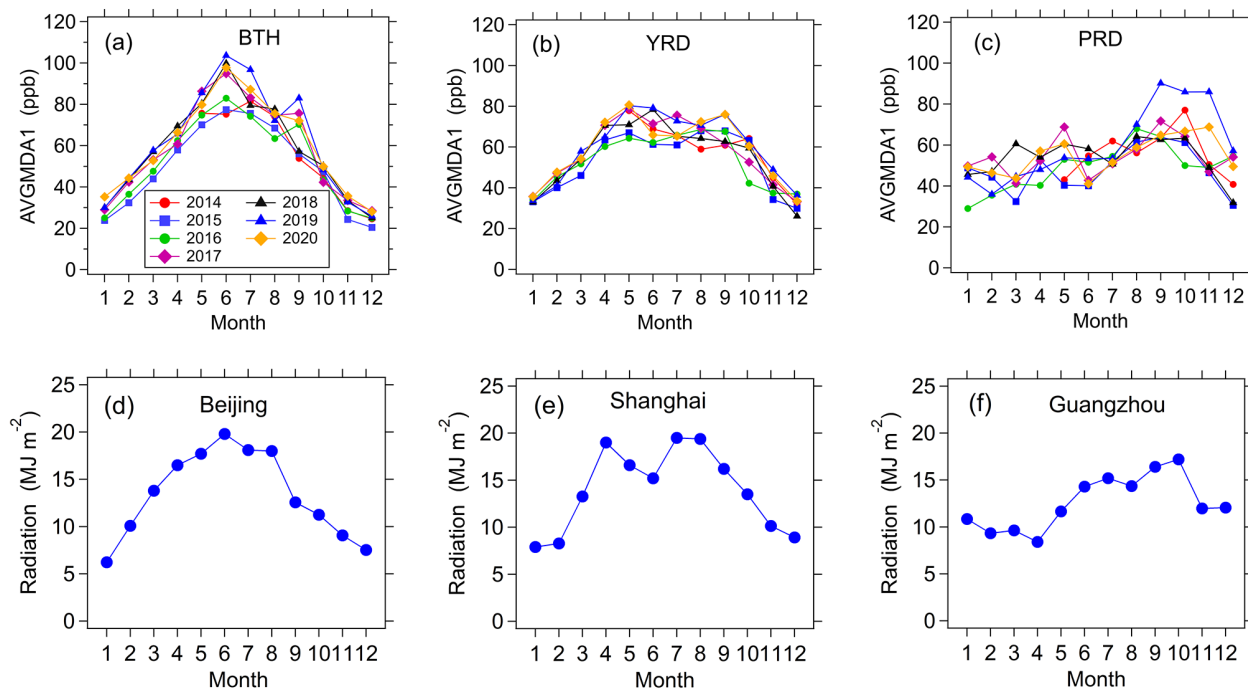 (a) BTH
AVGMDA1 (ppb)
120
100
80
60
40
20
0
2014 2018
2015 2019
2016 2020
2017
1 2 3 4 5 6 7 8 9 10 11 12
Month
(b) YRD
AVGMDA1 (ppb)
120
100
80
60
40
20
0
1 2 3 4 5 6 7 8 9 10 11 12
Month
(c) PRD
AVGMDA1 (ppb)
120
100
80
60
40
20
0
1 2 3 4 5 6 7 8 9 10 11 12
Month
(d) Beijing
Radiation (MJ m-2)
25
20
15
10
5
0
1 2 3 4 5 6 7 8 9 10 11 12
Month
(e) Shanghai
Radiation (MJ m-2)
25
20
15
10
5
0
1 2 3 4 5 6 7 8 9 10 11 12
Month
(f) Guangzhou
Radiation (MJ m-2)
25
20
15
10
5
0
1 2 3 4 5 6 7 8 9 10 11 12
Month